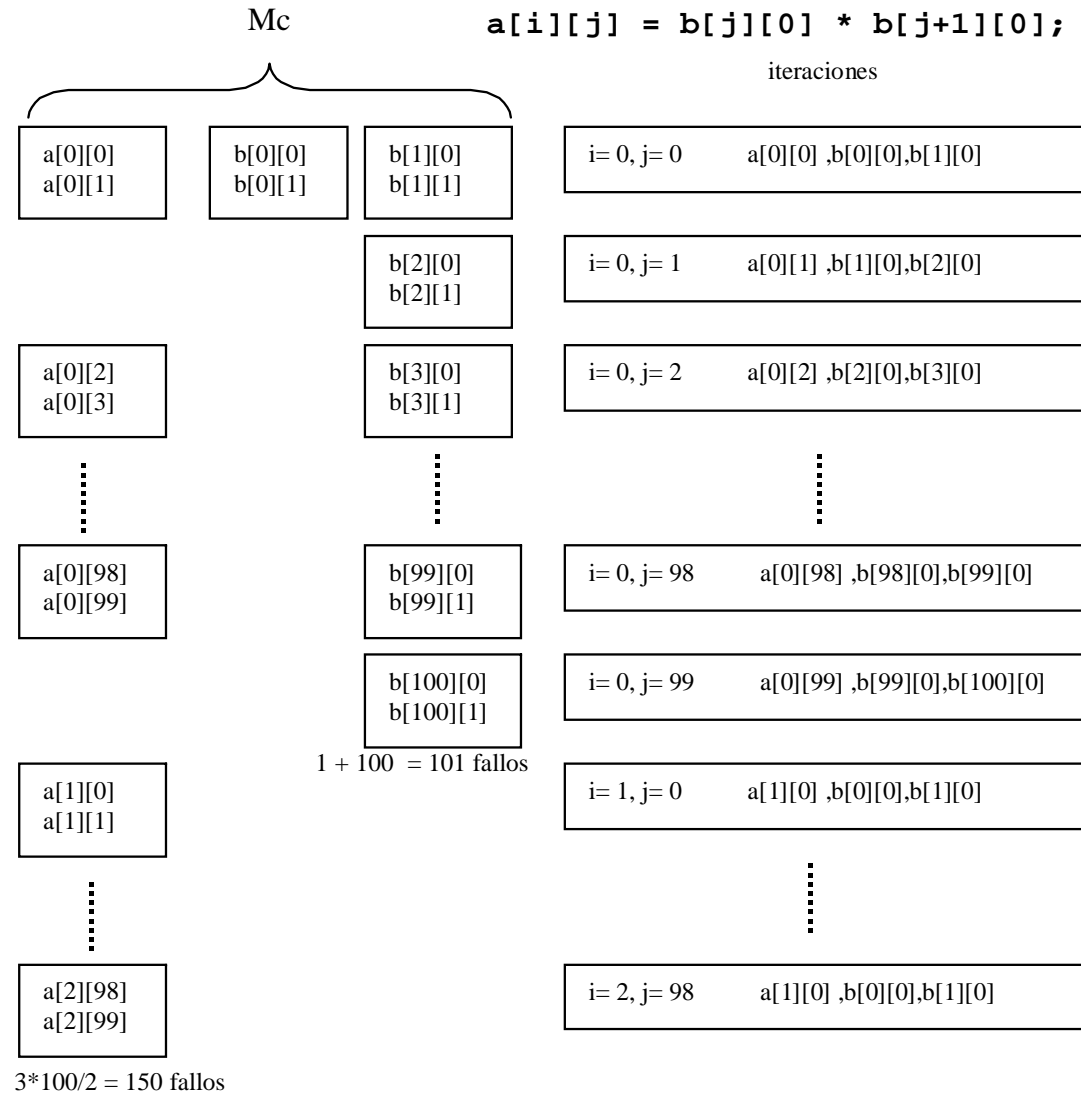 Mc
a[i][j] = b[j][0] * b[j+1][0];
iteraciones
a[0][0]
a[0][1]
b[0][0]
b[0][1]
b[1][0]
b[1][1]
i= 0, j= 0 a[0][0] ,b[0][0],b[1][0]
b[2][0]
b[2][1]
i= 0, j= 1 a[0][1] ,b[1][0],b[2][0]
a[0][2]
a[0][3]
b[3][0]
b[3][1]
i= 0, j= 2 a[0][2] ,b[2][0],b[3][0]
a[0][98]
a[0][99]
b[99][0]
b[99][1]
i= 0, j= 98 a[0][98] ,b[98][0],b[99][0]
b[100][0]
b[100][1]
i= 0, j= 99 a[0][99] ,b[99][0],b[100][0]
1 + 100 = 101 fallos
a[1][0]
a[1][1]
i= 1, j= 0 a[1][0] ,b[0][0],b[1][0]
a[2][98]
a[2][99]
i= 2, j= 98 a[1][0] ,b[0][0],b[1][0]
3*100/2 = 150 fallos